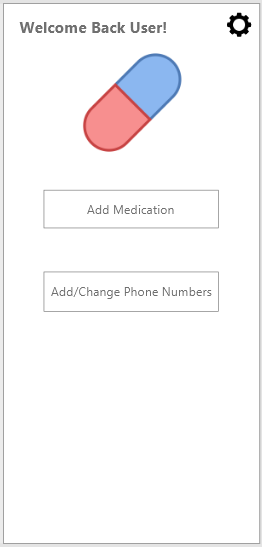 Welcome Back User!
Add Medication
Add/Change Phone Numbers